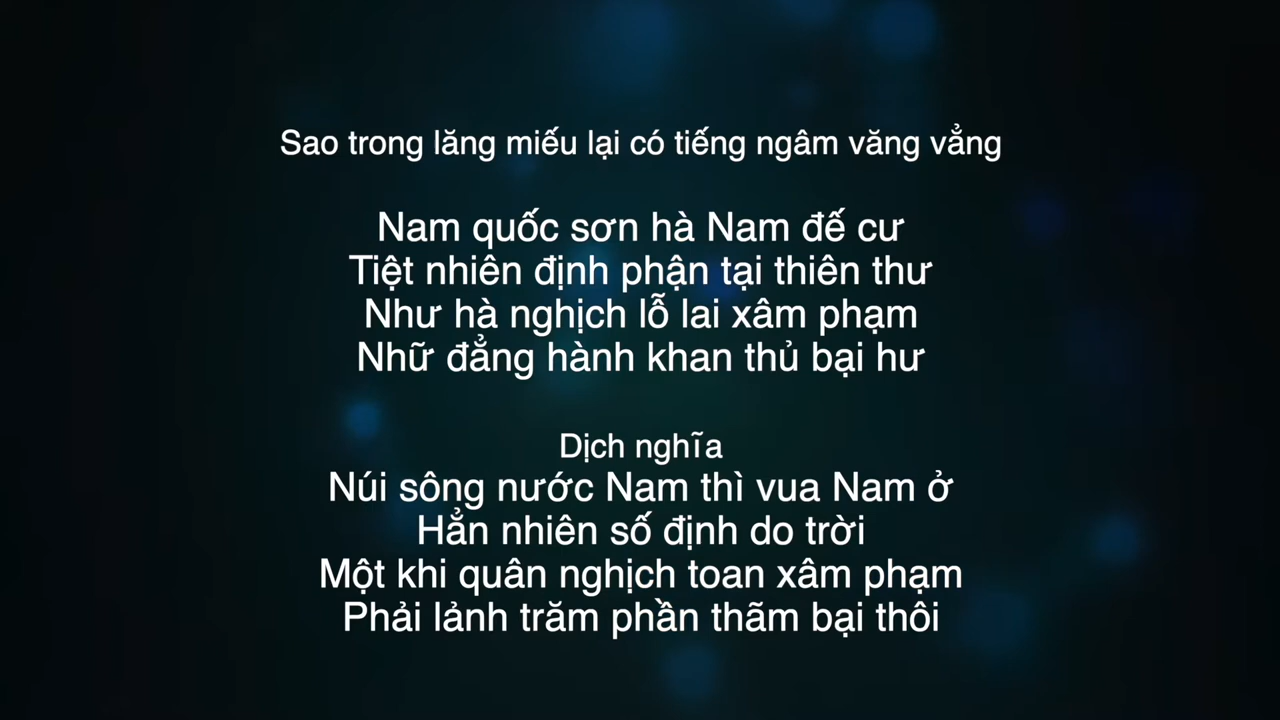 Sao trong lăng miếu lại có tiếng ngâm văng vẳng
Nam quốc sơn hà Nam đế cư
Tiệt nhiên định phận tại thiên thư
Như hà nghịch lỗ lai xâm phạm
Nhữ đẳng hành khan thủ bại hư
Dịch nghĩa
Núi sông nước Nam thì vua Nam ở
Hẳn nhiên số định do trời
Một khi quân nghịch toan xâm phạm
Phải lảnh trăm phần thãm bại thôi